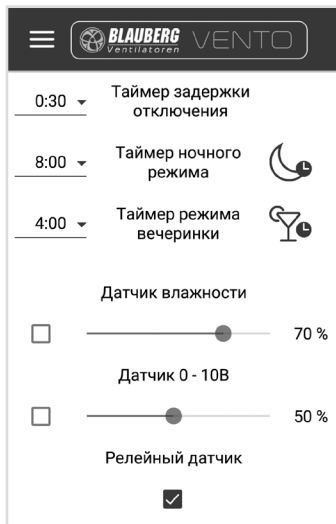 BLAUBERG
Ventilatoren
VENTO
0:30
Таймер задержки
отключения
8:00
Таймер ночного
режима
4:00
Таймер режима
вечеринки
Датчик влажности
70 %
Датчик 0 - 10В
50 %
Релейный датчик